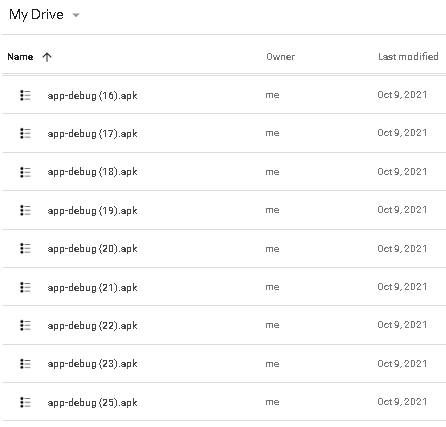 My Drive
Name Owner Last modified
app-debug (16).apk me Oct 9, 2021
app-debug (17).apk me Oct 9, 2021
app-debug (18).apk me Oct 9, 2021
app-debug (19).apk me Oct 9, 2021
app-debug (20).apk me Oct 9, 2021
app-debug (21).apk me Oct 9, 2021
app-debug (22).apk me Oct 9, 2021
app-debug (23).apk me Oct 9, 2021
app-debug (25).apk me Oct 9, 2021